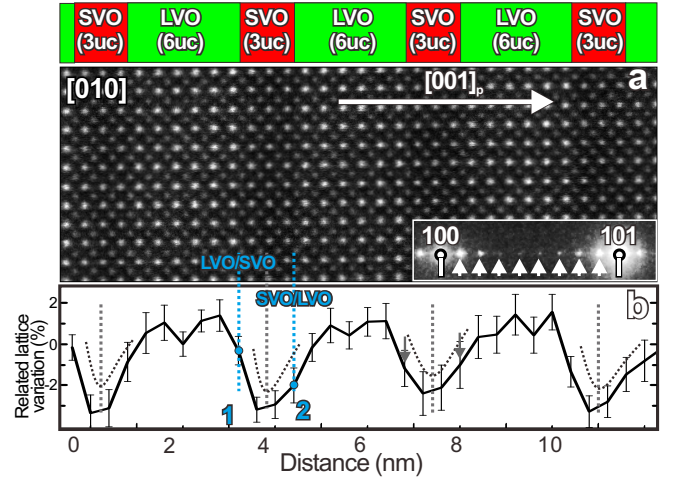 SVO LVO SVO LVO SVO LVO SVO
(3uc) (6uc) (3uc) (6uc) (3uc) (6uc) (3uc)
[010]
[001]p
a
100 101
LVO/SVO
SVO/LVO
b
Related lattice
variation (%)
2
0
-2
1 2
0 2 4 6 8 10
Distance (nm)